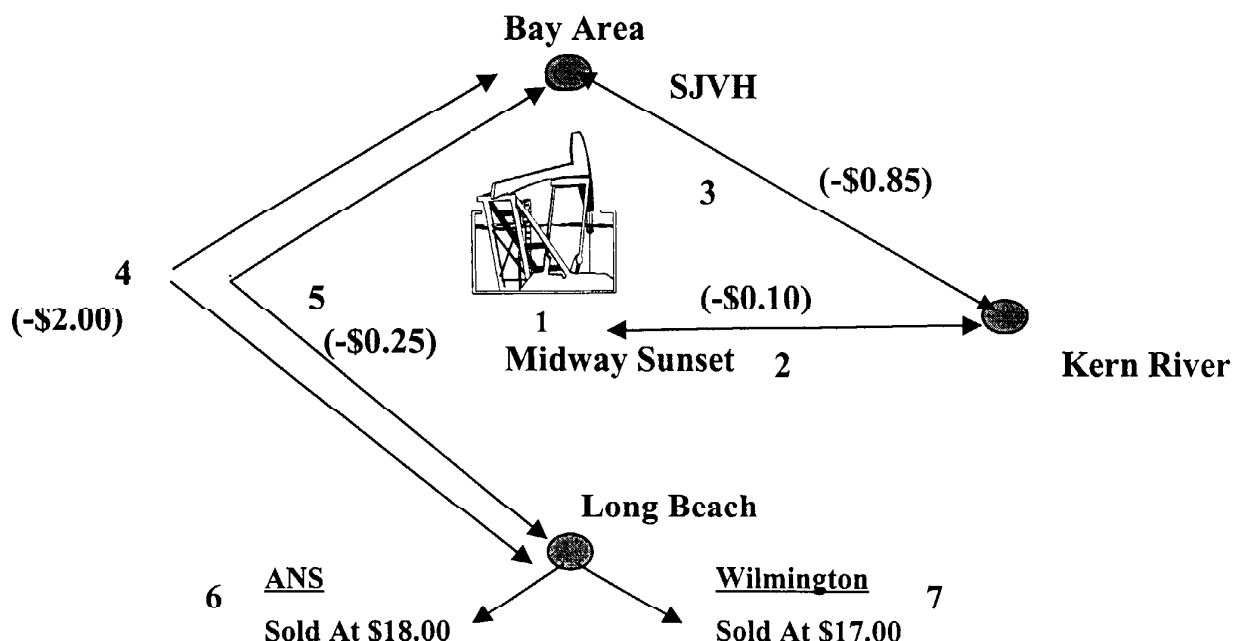 Bay Area
SJVH
3
(-$0.85)
4
(-$2.00)
5
(-$0.25)
(-$0.10)
1
Midway Sunset
2
Kern River
Long Beach
6
ANS
Sold At $18.00
Wilmington
7
Sold At $17.00